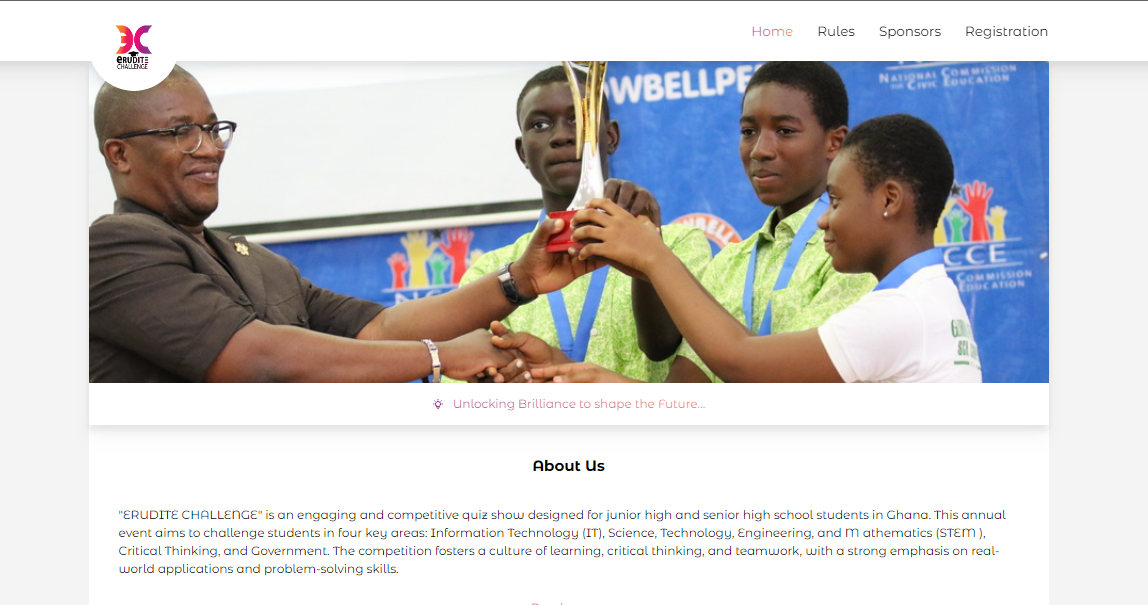 ERUDITE
CHALLENGE
Home Rules Sponsors Registration
OWBELLPE
NATIONAL COMMISSION
FOR CIVIC EDUCATION
CCE
COMMISSION
EDUCATION
Unlocking Brilliance to shape the Future...
About Us
"ERUDITE CHALLENGE" is an engaging and competitive quiz show designed for junior high and senior high school students in Ghana. This annual
event aims to challenge students in four key areas: Information Technology (IT), Science, Technology, Engineering, and M athematics (STEM ),
Critical Thinking, and Government. The competition fosters a culture of learning, critical thinking, and teamwork, with a strong emphasis on real-
world applications and problem-solving skills.